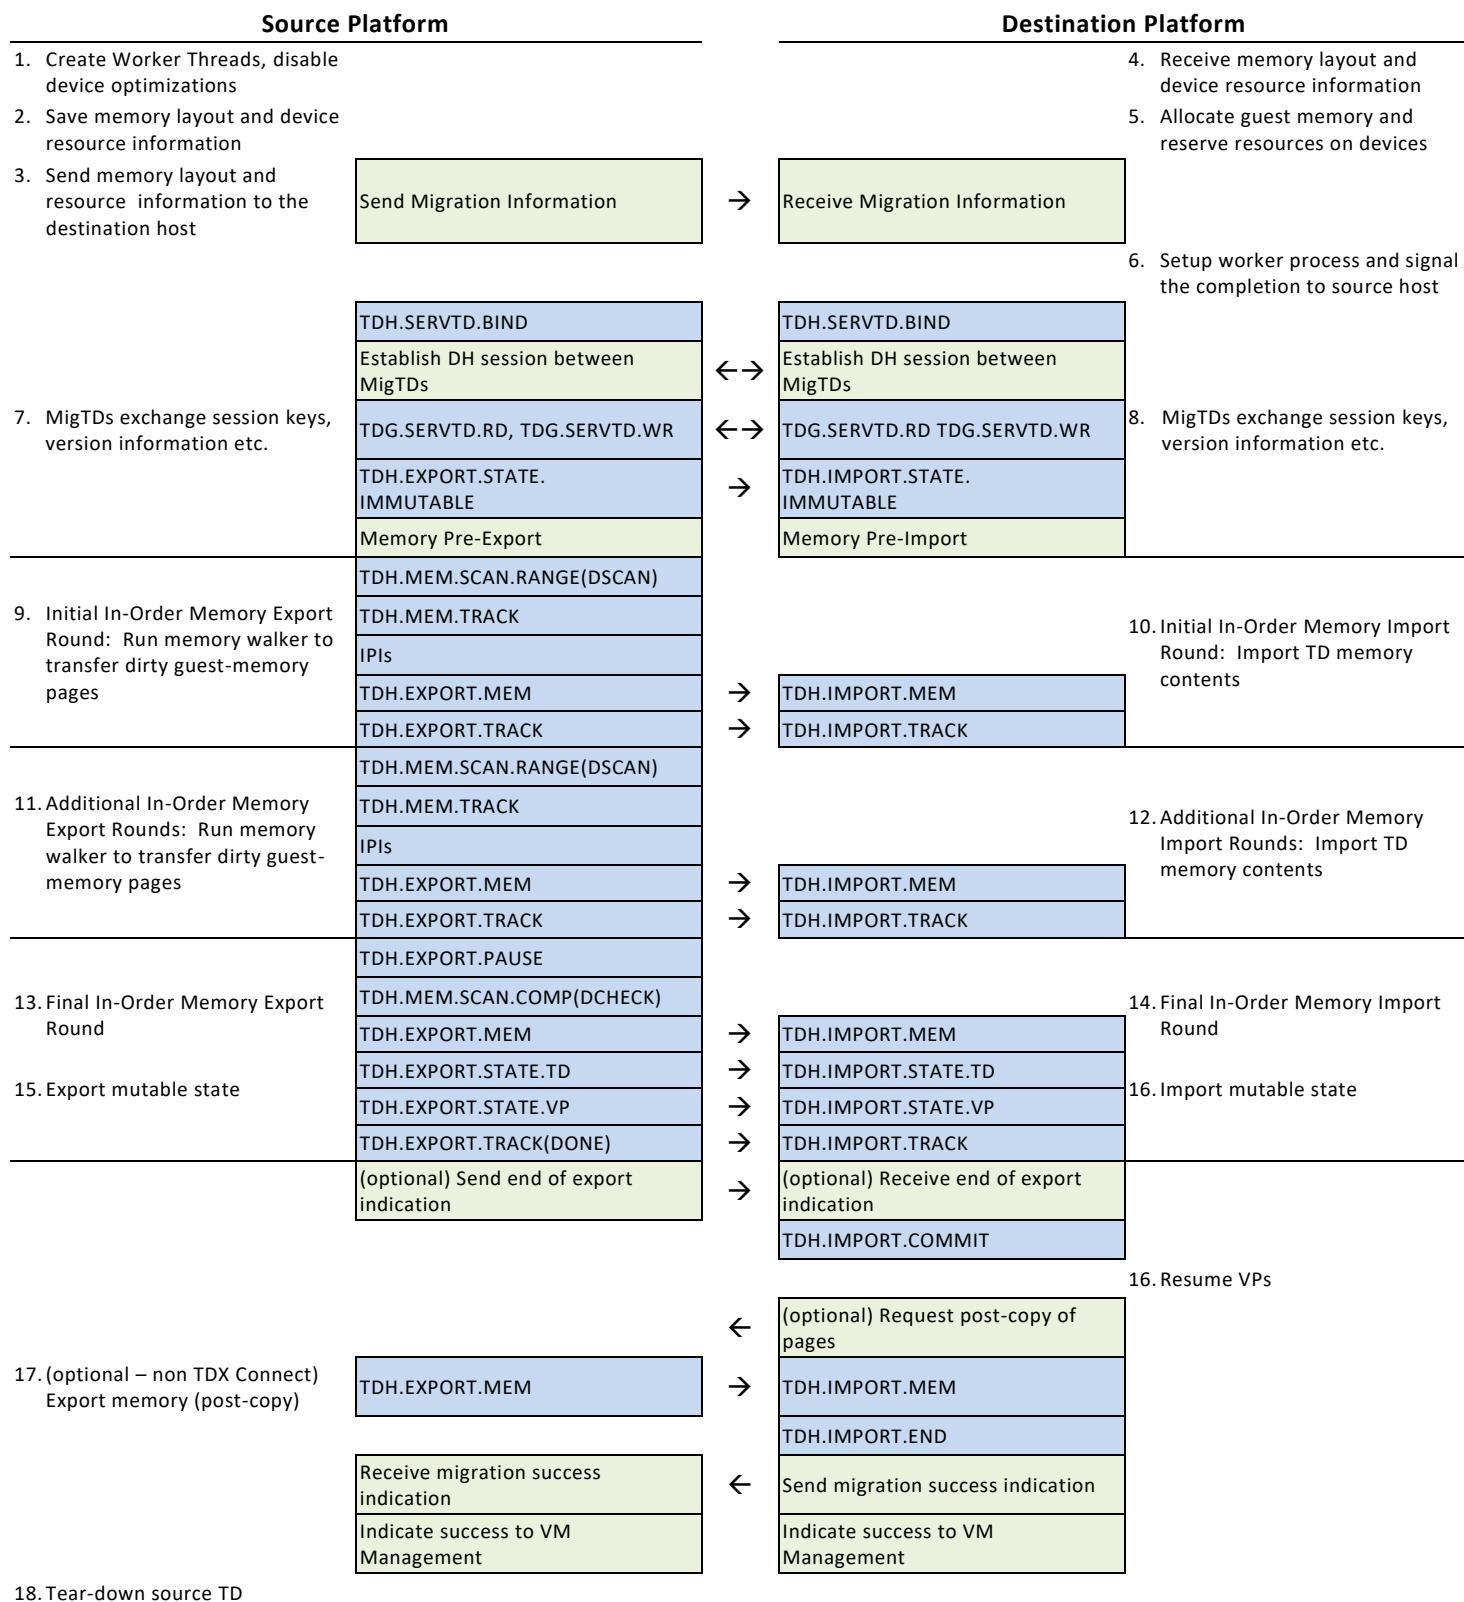 Source Platform
Destination Platform
1. Create Worker Threads, disable
device optimizations
2. Save memory layout and device
resource information
3. Send memory layout and
resource information to the
destination host
Send Migration Information
→
Receive Migration Information
4. Receive memory layout and
device resource information
5. Allocate guest memory and
reserve resources on devices
6. Setup worker process and signal
the completion to source host
TDH.SERVTD.BIND
TDH.SERVTD.BIND
Establish DH session between
MigTDs
←→
Establish DH session between
MigTDs
7. MigTDs exchange session keys,
version information etc.
TDG.SERVTD.RD, TDG.SERVTD.WR
←→
TDG.SERVTD.RD TDG.SERVTD.WR
8. MigTDs exchange session keys,
version information etc.
TDH.EXPORT.STATE.
IMMUTABLE
→
TDH.IMPORT.STATE.
IMMUTABLE
Memory Pre-Export
Memory Pre-Import
9. Initial In-Order Memory Export
Round: Run memory walker to
transfer dirty guest-memory
pages
TDH.MEM.SCAN.RANGE(DSCAN)
TDH.MEM.TRACK
IPIs
TDH.EXPORT.MEM
→
TDH.IMPORT.MEM
TDH.EXPORT.TRACK
→
TDH.IMPORT.TRACK
10. Initial In-Order Memory Import
Round: Import TD memory
contents
11. Additional In-Order Memory
Export Rounds: Run memory
walker to transfer dirty guest-
memory pages
TDH.MEM.SCAN.RANGE(DSCAN)
TDH.MEM.TRACK
IPIs
TDH.EXPORT.MEM
→
TDH.IMPORT.MEM
TDH.EXPORT.TRACK
→
TDH.IMPORT.TRACK
12. Additional In-Order Memory
Import Rounds: Import TD
memory contents
13. Final In-Order Memory Export
Round
15. Export mutable state
TDH.EXPORT.PAUSE
TDH.MEM.SCAN.COMP(DCHECK)
TDH.EXPORT.MEM
→
TDH.IMPORT.MEM
TDH.EXPORT.STATE.TD
→
TDH.IMPORT.STATE.TD
TDH.EXPORT.STATE.VP
→
TDH.IMPORT.STATE.VP
TDH.EXPORT.TRACK(DONE)
→
TDH.IMPORT.TRACK
14. Final In-Order Memory Import
Round
16. Import mutable state
(optional) Send end of export
indication
→
(optional) Receive end of export
indication
TDH.IMPORT.COMMIT
16. Resume VPs
←
(optional) Request post-copy of
pages
17. (optional – non TDX Connect)
Export memory (post-copy)
TDH.EXPORT.MEM
→
TDH.IMPORT.MEM
TDH.IMPORT.END
Receive migration success
indication
←
Send migration success indication
Indicate success to VM
Management
Indicate success to VM
Management
18. Tear-down source TD